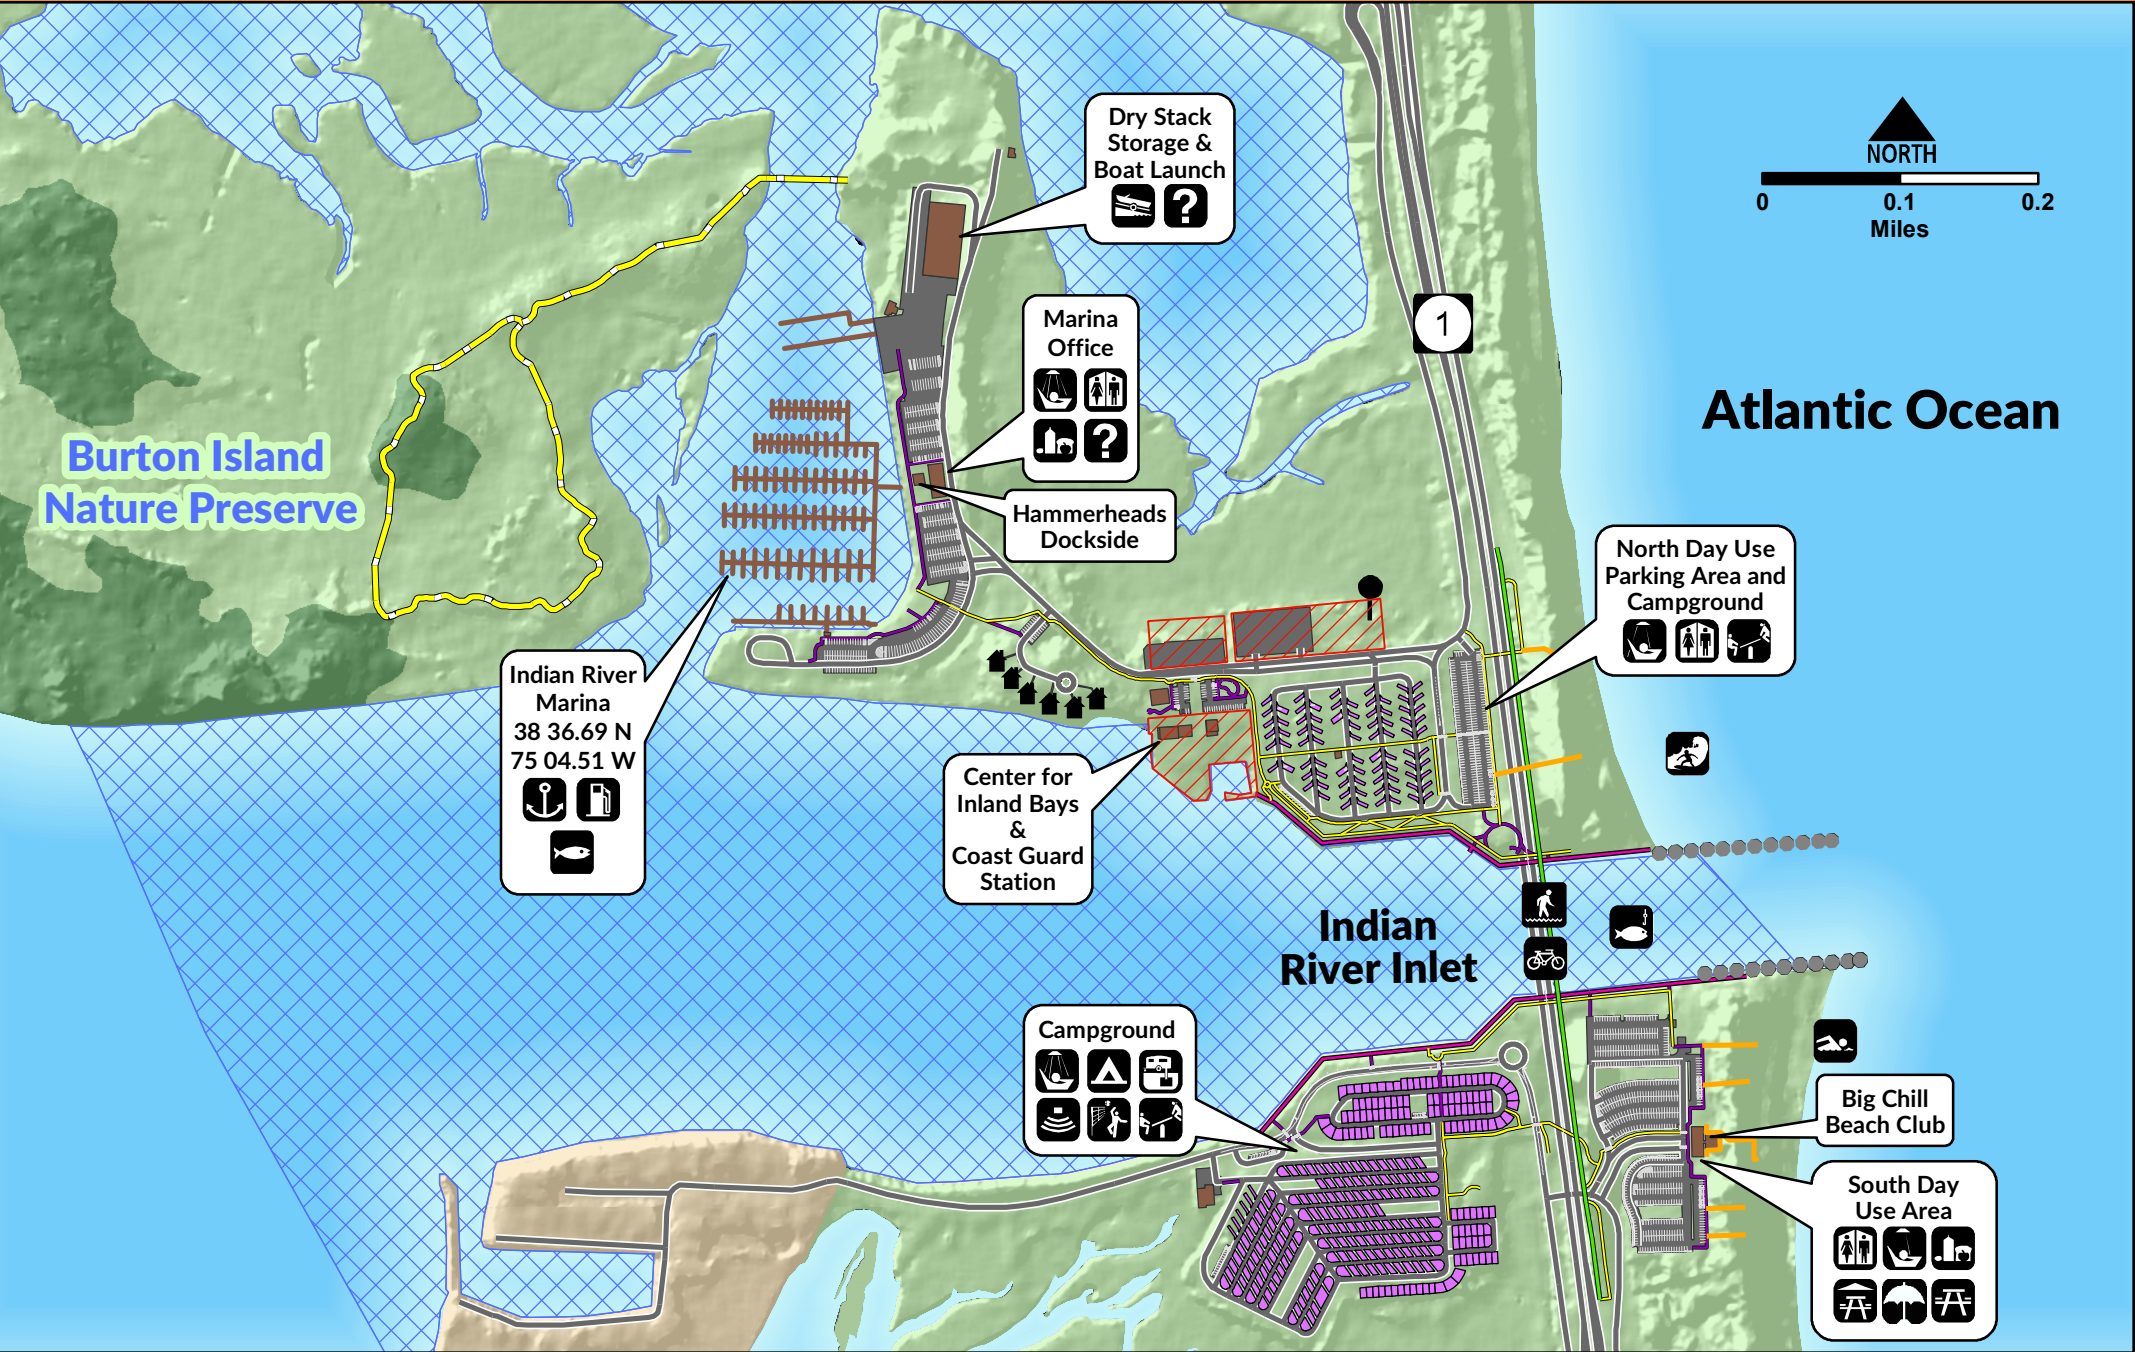 Dry Stack
Storage &
Boat Launch
?
NORTH
0 0.1 0.2
Miles
Marina
Office
?
1
Atlantic Ocean
Burton Island
Nature Preserve
Hammerheads
Dockside
North Day Use
Parking Area and
Campground
Indian River
Marina
38 36.69 N
75 04.51 W
Center for
Inland Bays
&
Coast Guard
Station
Indian
River Inlet
Campground
Big Chill
Beach Club
South Day
Use Area